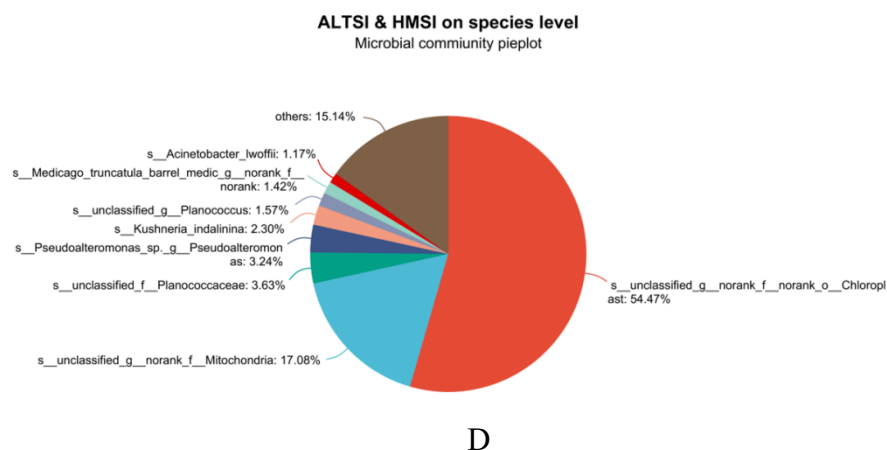 ALTSI & HMSI on species level
Microbial commiunity pieplot
others: 15.14%
s__Acinetobacter_lwoffii: 1.17%
s__Medicago_truncatula_barrel_medic_g__norank_f__
norank: 1.42%
s__unclassified_g__Planococcus: 1.57%
s__Kushneria_indalinina: 2.30%
s__Pseudoalteromonas_sp._g__Pseudoalteromon
as: 3.24%
s__unclassified_f__Planococcaceae: 3.63%
s__unclassified_g__norank_f__Mitochondria: 17.08%
s__unclassified_g__norank_f__norank_o__Chloropl
ast: 54.47%
D